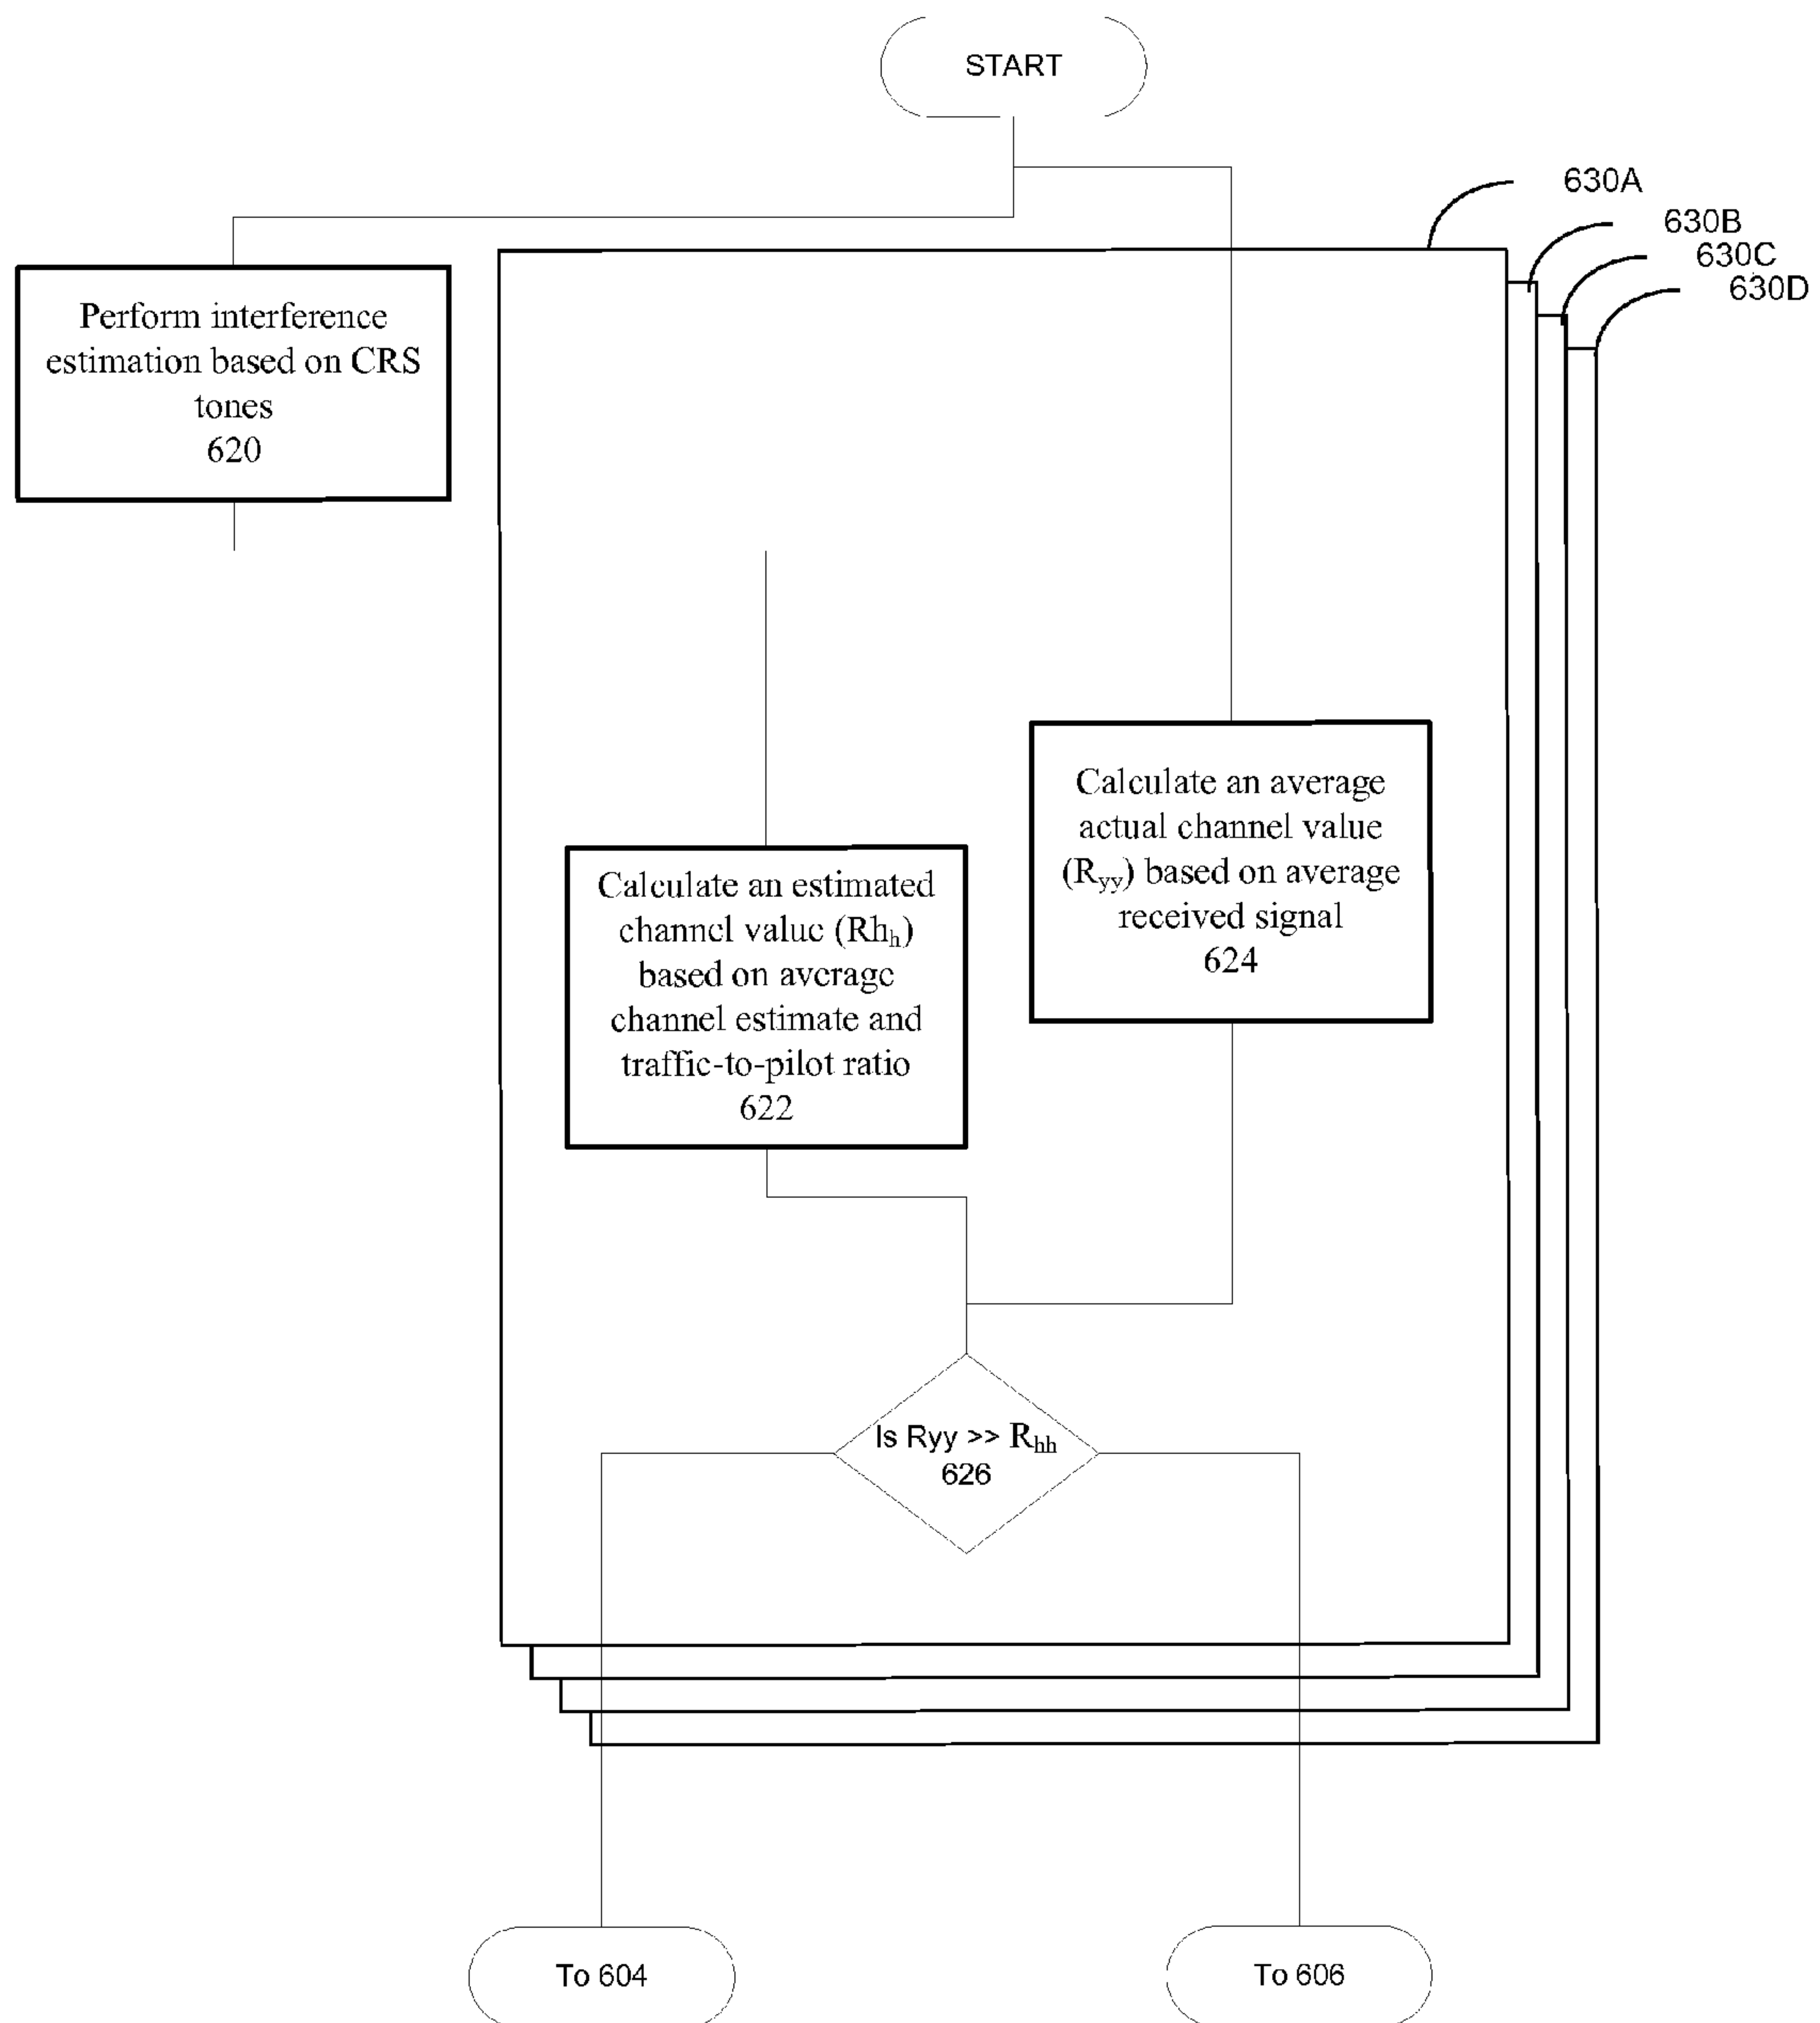 START
630A
630B
630C
630D
Perform interference
estimation based on CRS
tones
620
Calculate an average
actual channel value
(Ryy) based on average
received signal
624
Calculate an estimated
channel value (Rhh)
based on average
channel estimate and
traffic-to-pilot ratio
622
Is Ryy >> Rhh
626
To 604
To 606